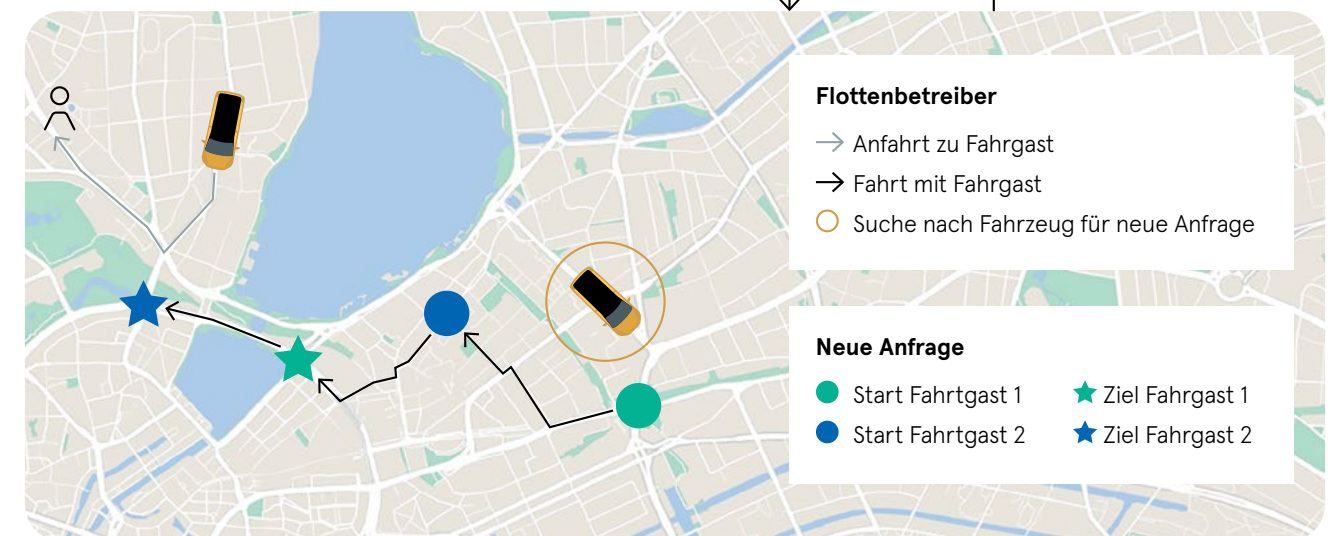 Flottenbetreiber
Anfahrt zu Fahrgast
Fahrt mit Fahrgast
Suche nach Fahrzeug für neue Anfrage
Neue Anfrage
Start Fahrtgast 1
Ziel Fahrgast 1
Start Fahrtgast 2
Ziel Fahrgast 2